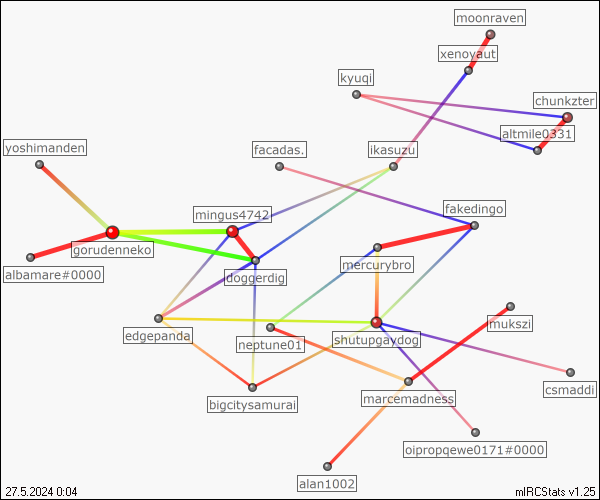 moonraven
xenoyaut
kyuqi
chunkzter
altmile0331
yoshimanden
facadas.
ikasuzu
mingus4742
fakedingo
gorudenneko
albamare#0000
doggerdig
mercurybro
edgepanda
neptune01
shutupgaydog
mukszi
csmaddi
bigcitysamurai
marcemadness
oipropqewe0171#0000
alan1002
27.5.2024 0:04
mIRCStats v1.25